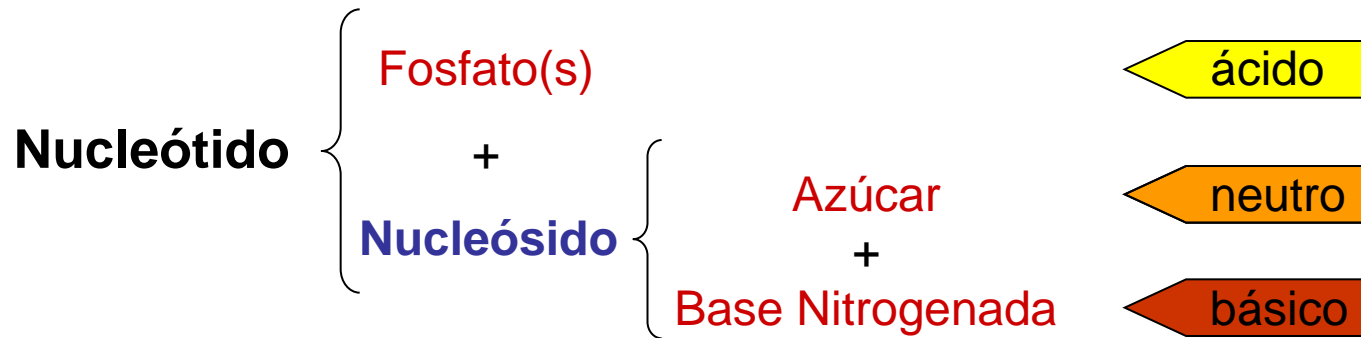 Fosfato(s) ácido
Nucleótido +
Azúcar neutro
Nucleósido
+
Base Nitrogenada básico